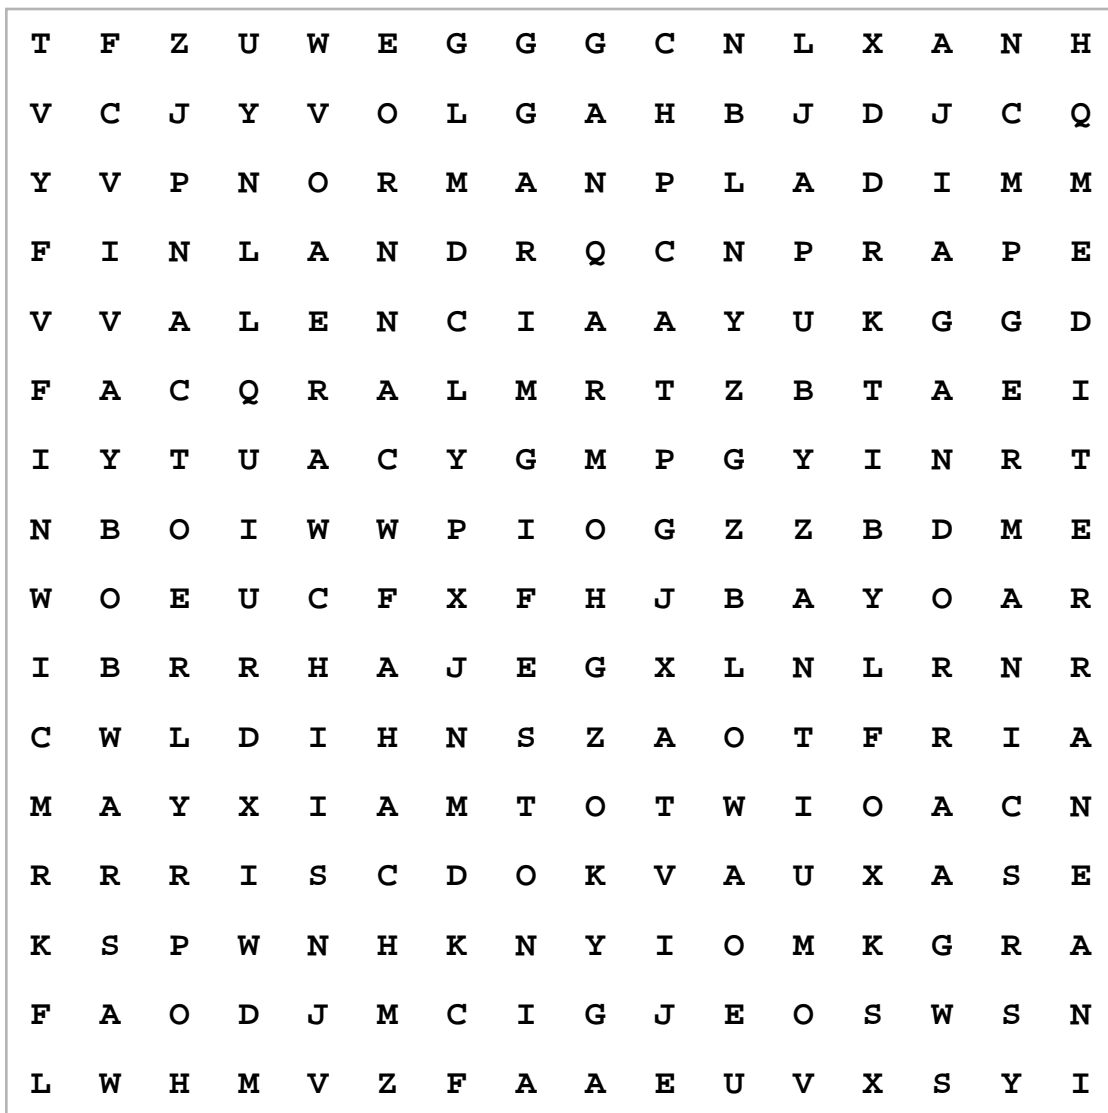 T F Z U W E G G G C N L X A N H
V C J Y V O L G A H B J D J C Q
Y V P N O R M A N P L A D I M M
F I N L A N D R Q C N P R A P E
V V A L E N C I A A Y U K G G D
F A C Q R A L M R T Z B T A E I
I Y T U A C Y G M P G Y I N R T
N B O I W W P I O G Z Z B D M E
W O E U C F X F H J B A Y O A R
I B R R H A J E G X L N L R N R
C W L D I H N S Z A O T F R I A
M A Y X I A M T O T W I O A C N
R R R I S C D O K V A U X A S E
K S P W N H K N Y I O M K G R A
F A O D J M C I G J E O S W S N
L W H M V Z F A A E U V X S Y I